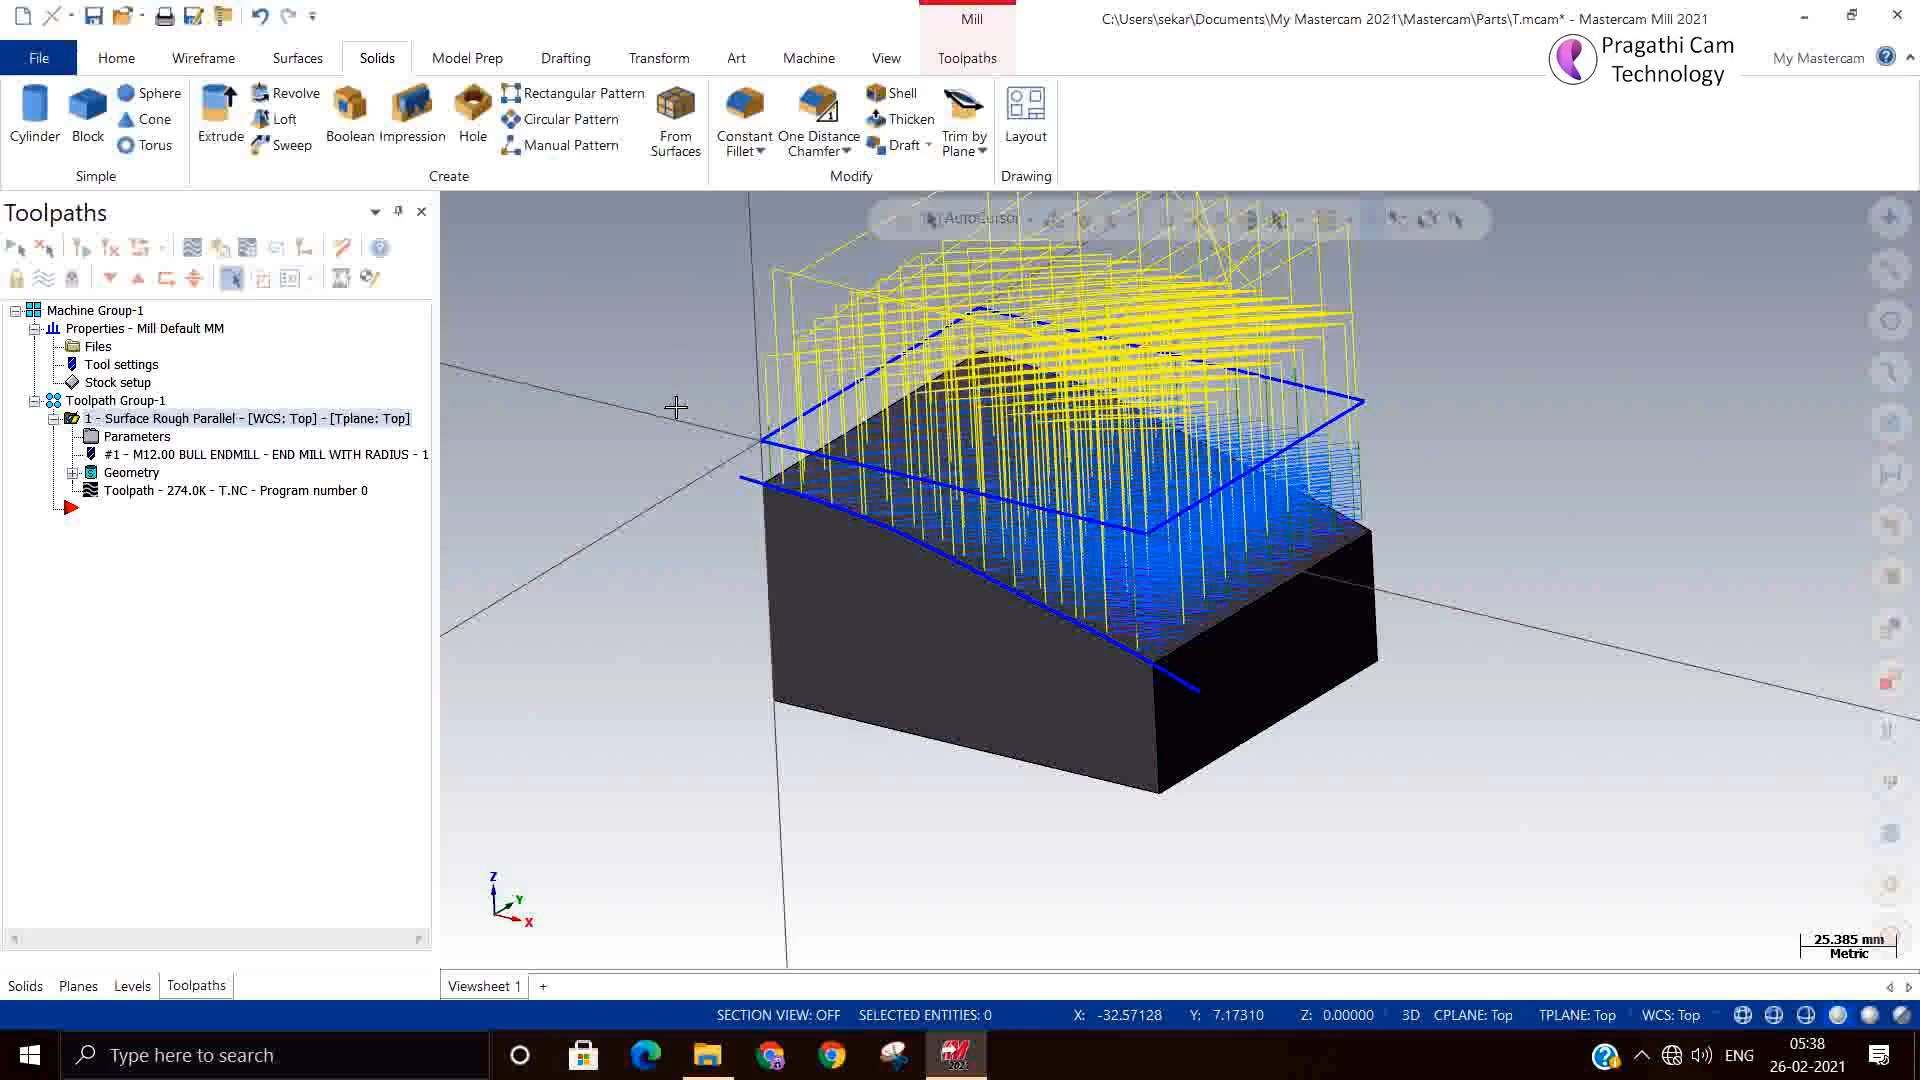 Mill
C:\Users\sekar\Documents\My Mastercam 2021\Mastercam\Parts\T.mcam* - Mastercam Mill 2021
File
Home
Wireframe
Surfaces
Solids
Model Prep
Drafting
Transform
Art
Machine
View
Toolpaths
Pragathi Cam
Technology
My Mastercam
Cylinder
Block
Sphere
Cone
Torus
Simple
Extrude
Revolve
Loft
Sweep
Boolean
Impression
Hole
Rectangular Pattern
Circular Pattern
Manual Pattern
From
Surfaces
Create
Constant
Fillet
One Distance
Chamfer
Shell
Thicken
Draft
Trim by
Plane
Modify
Layout
Drawing
Toolpaths
AutoCursor
Machine Group-1
Properties - Mill Default MM
Files
Tool settings
Stock setup
Toolpath Group-1
1 - Surface Rough Parallel - [WCS: Top] - [Tplane: Top]
Parameters
#1 - M12.00 BULL ENDMILL - END MILL WITH RADIUS - 1
Geometry
Toolpath - 274.0K - T.NC - Program number 0
Z
Y
X
25.385 mm
Metric
Solids
Planes
Levels
Toolpaths
Viewsheet 1
+
SECTION VIEW: OFF
SELECTED ENTITIES: 0
X: -32.57128
Y: 7.17310
Z: 0.00000
3D
CPLANE: Top
TPLANE: Top
WCS: Top
Type here to search
2021
ENG
05:38
26-02-2021